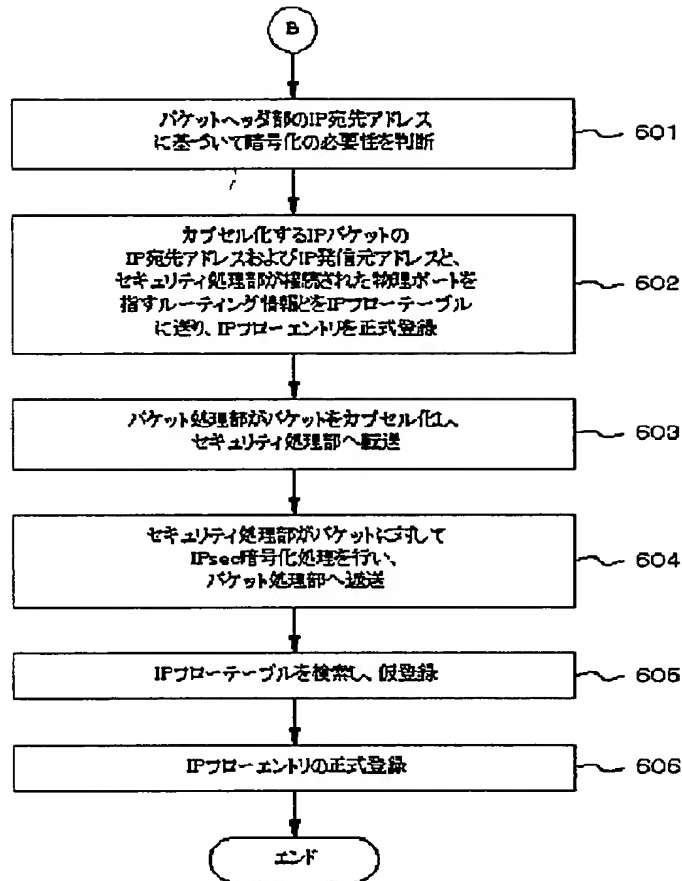 B
パケットヘッダ部のIP宛先アドレス
に基づいて暗号化の必要性を判断
601
カプセル化するIPパケットの
IP宛先アドレスおよびIP発信元アドレスと、
セキュリティ処理部が接続された物理ポートを
指すルーティング情報とをIPフローテーブル
に送り、IPフローエントリを正式登録
602
パケット処理部がパケットをカプセル化し、
セキュリティ処理部へ転送
603
セキュリティ処理部がパケットに対して
IPsec暗号化処理を行い、
パケット処理部へ返送
604
IPフローテーブルを検索し、仮登録
605
IPフローエントリの正式登録
606
エンド